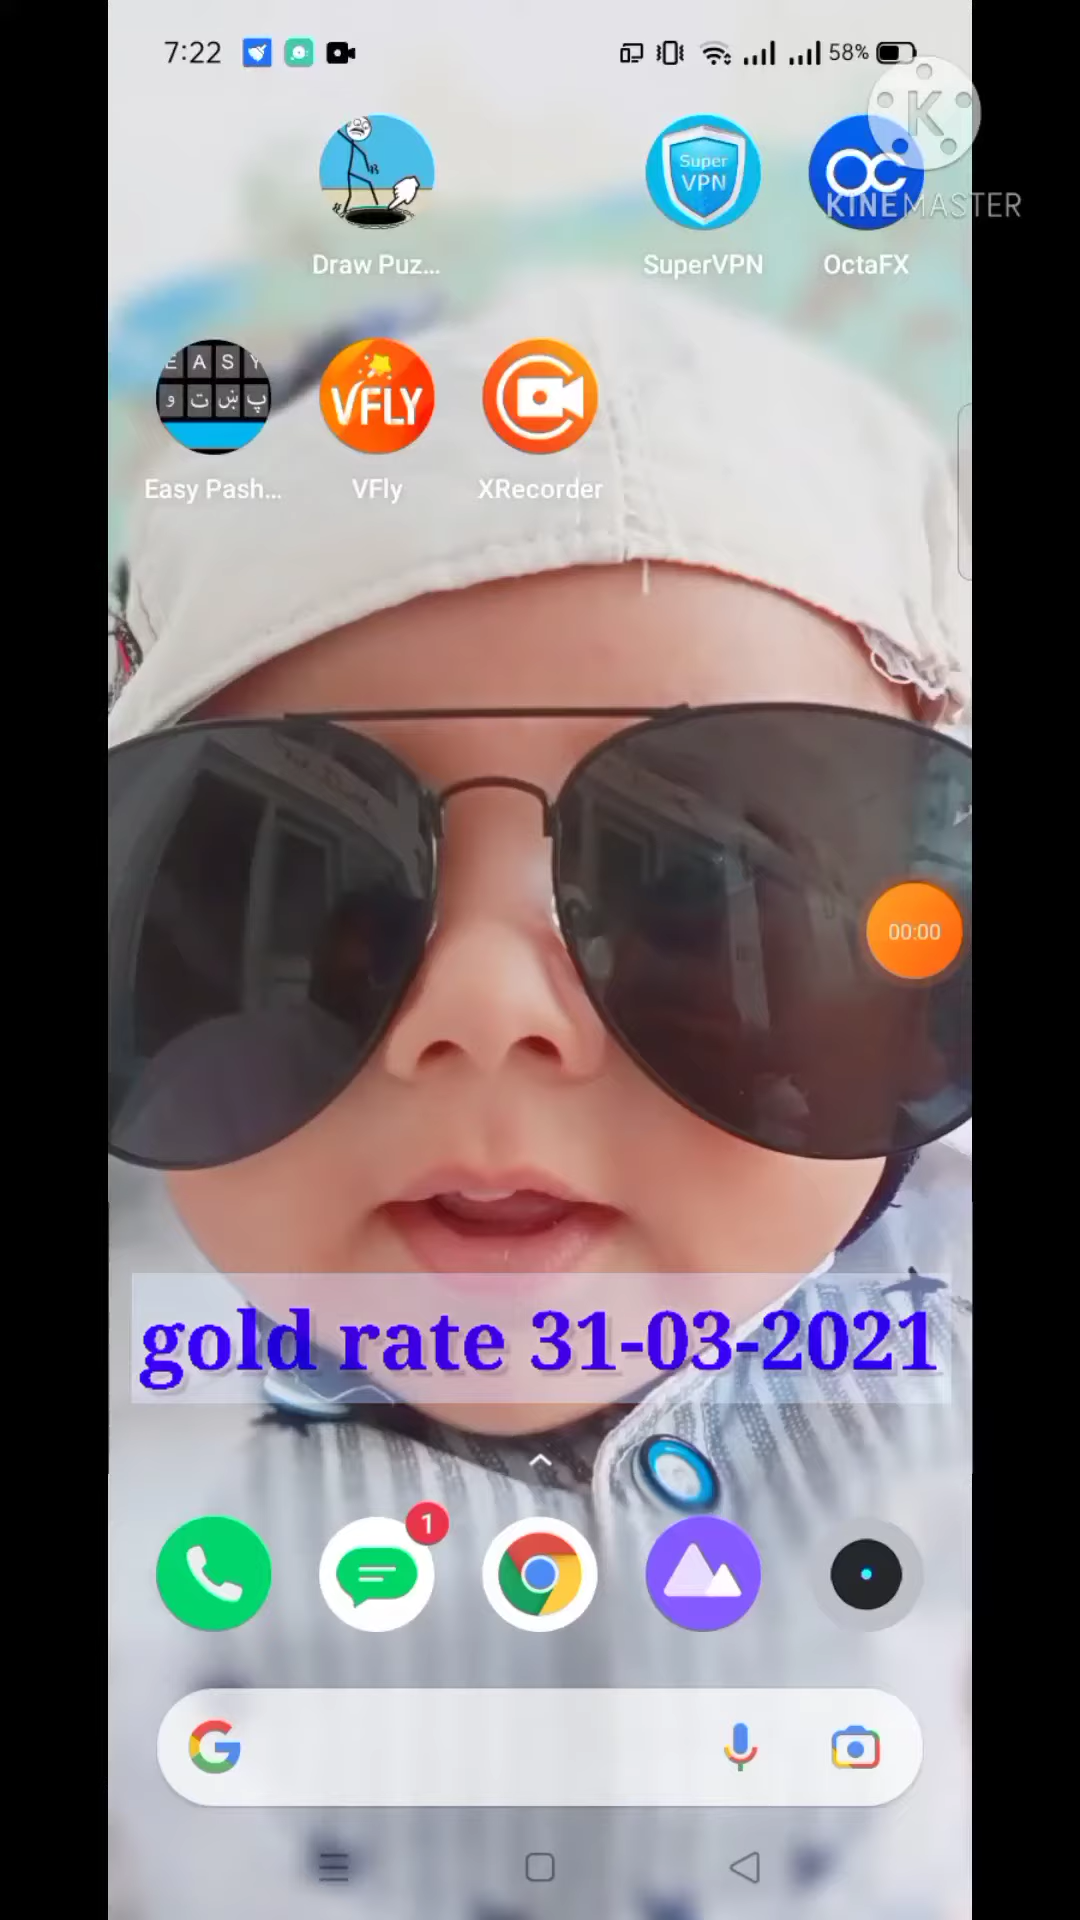 7:22
58%
K
KINEMASTER
Super
VPN
OC
Draw Puz...
SuperVPN
OctaFX
E A S Y
پ ښ ت و
VFLY
Easy Pash...
VFly
XRecorder
00:00
gold rate 31-03-2021
1
G